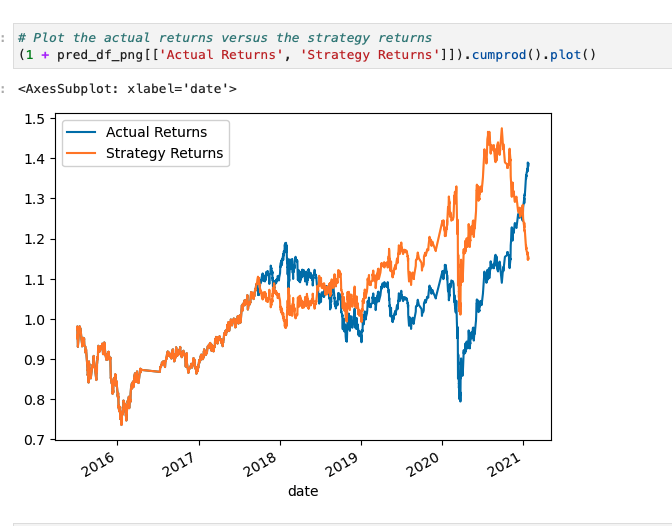 : # Plot the actual returns versus the strategy returns
(1 + pred_df_png[['Actual Returns', 'Strategy Returns']]).cumprod().plot()
: <AxesSubplot: xlabel='date'>
Actual Returns
Strategy Returns
1.5
1.4
1.3
1.2
1.1
1.0
0.9
0.8
0.7
2016
2017
2018
2019
2020
2021
date